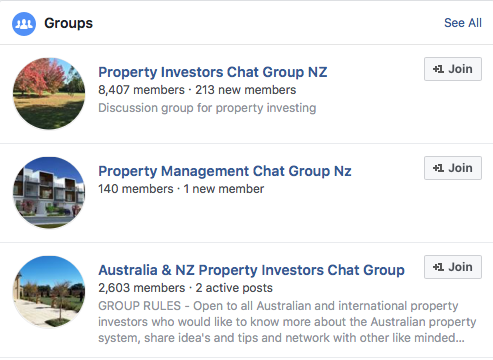 Groups
See All
Property Investors Chat Group NZ
+1 Join
8,407 members · 213 new members
Discussion group for property investing
Property Management Chat Group Nz
+1 Join
140 members · 1 new member
Australia & NZ Property Investors Chat Group
+1 Join
2,603 members · 2 active posts
GROUP RULES - Open to all Australian and international property
investors who would like to know more about the Australian property
system, share idea's and tips and network with other like minded...